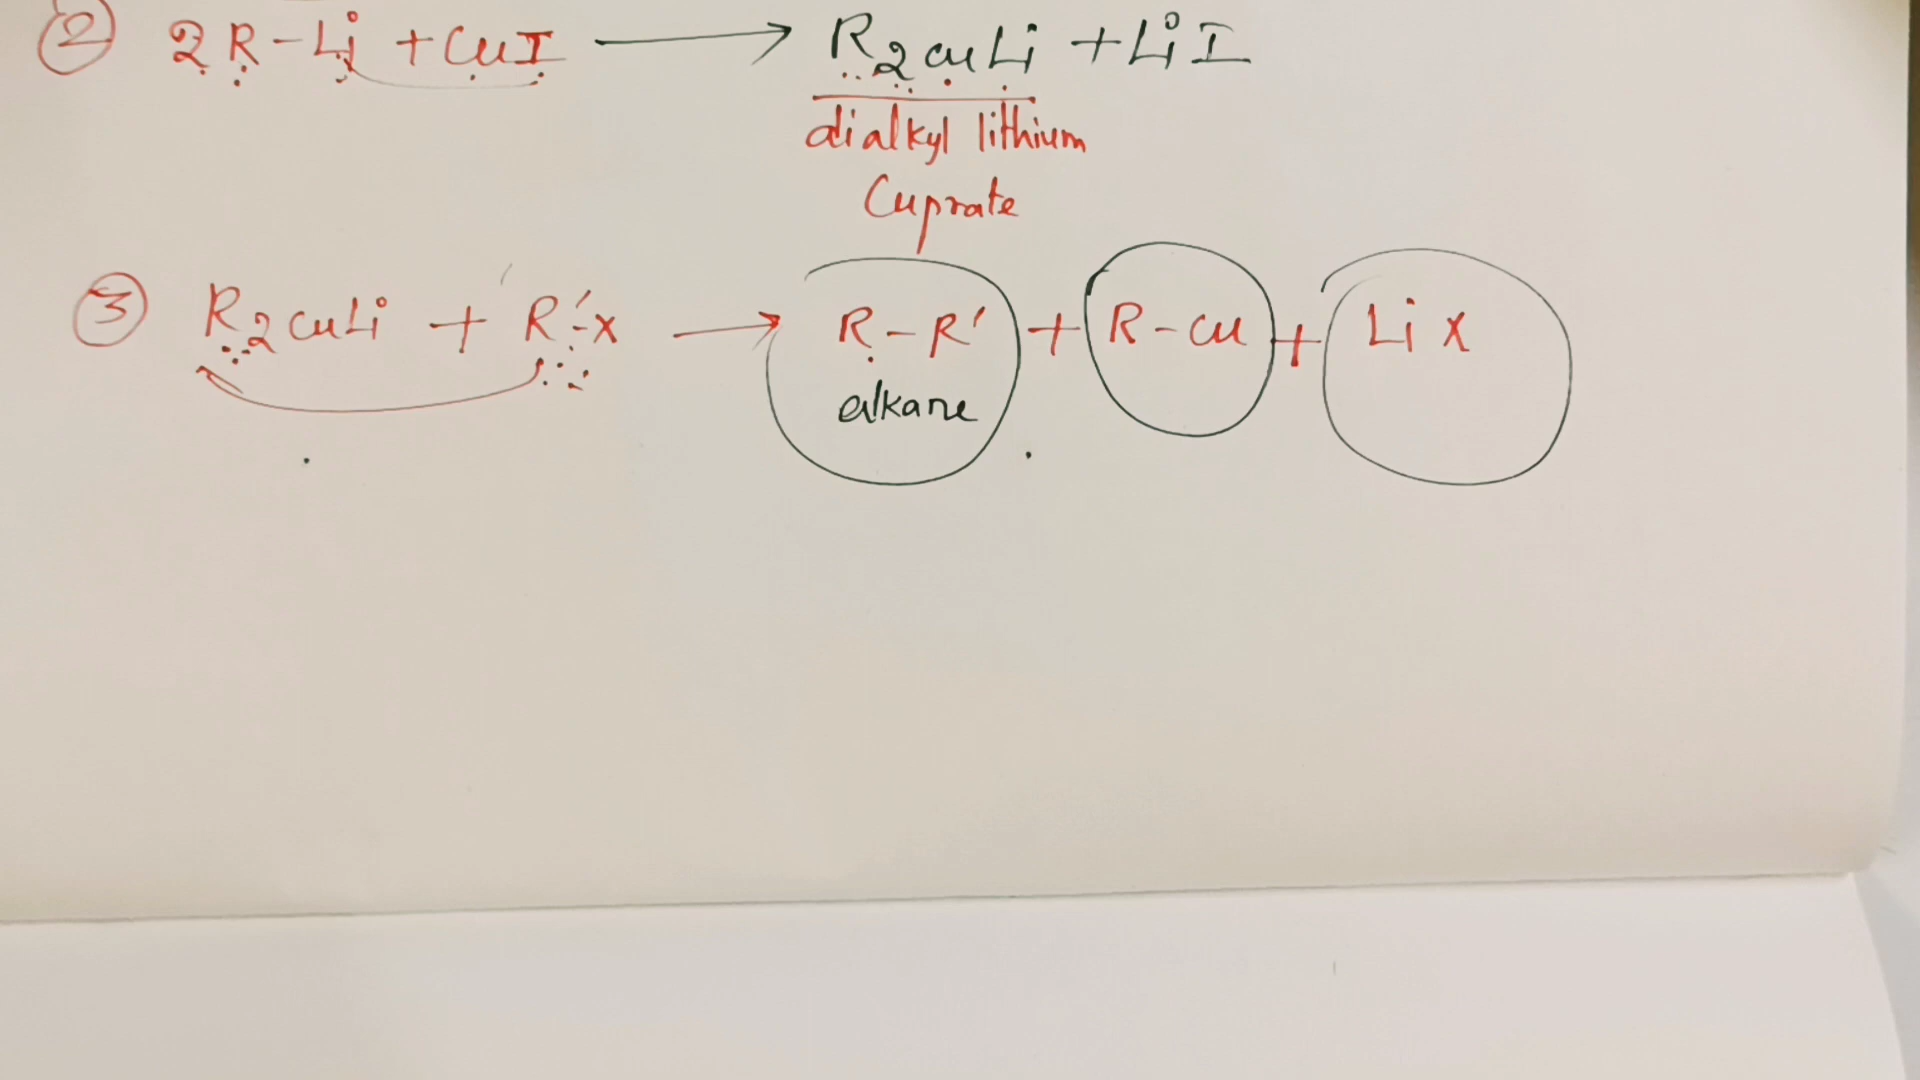 ② 2R-Li + CuI ⟶ R₂CuLi + LiI
dialkyl lithium
Cuprate
③ R₂CuLi + R'-X ⟶ R-R' + R-Cu + LiX
alkane